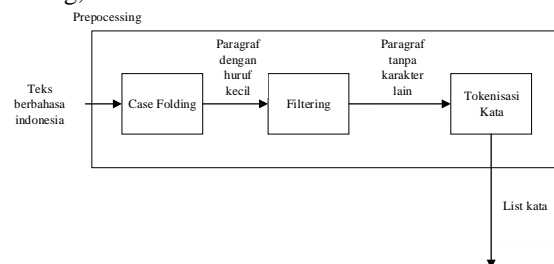 g,
Prepocessing
Paragraf
dengan
huruf
kecil
Paragraf
tanpa
karakter
lain
Teks
berbahasa
indonesia
Case Folding
Filtering
Tokenisasi
Kata
List kata